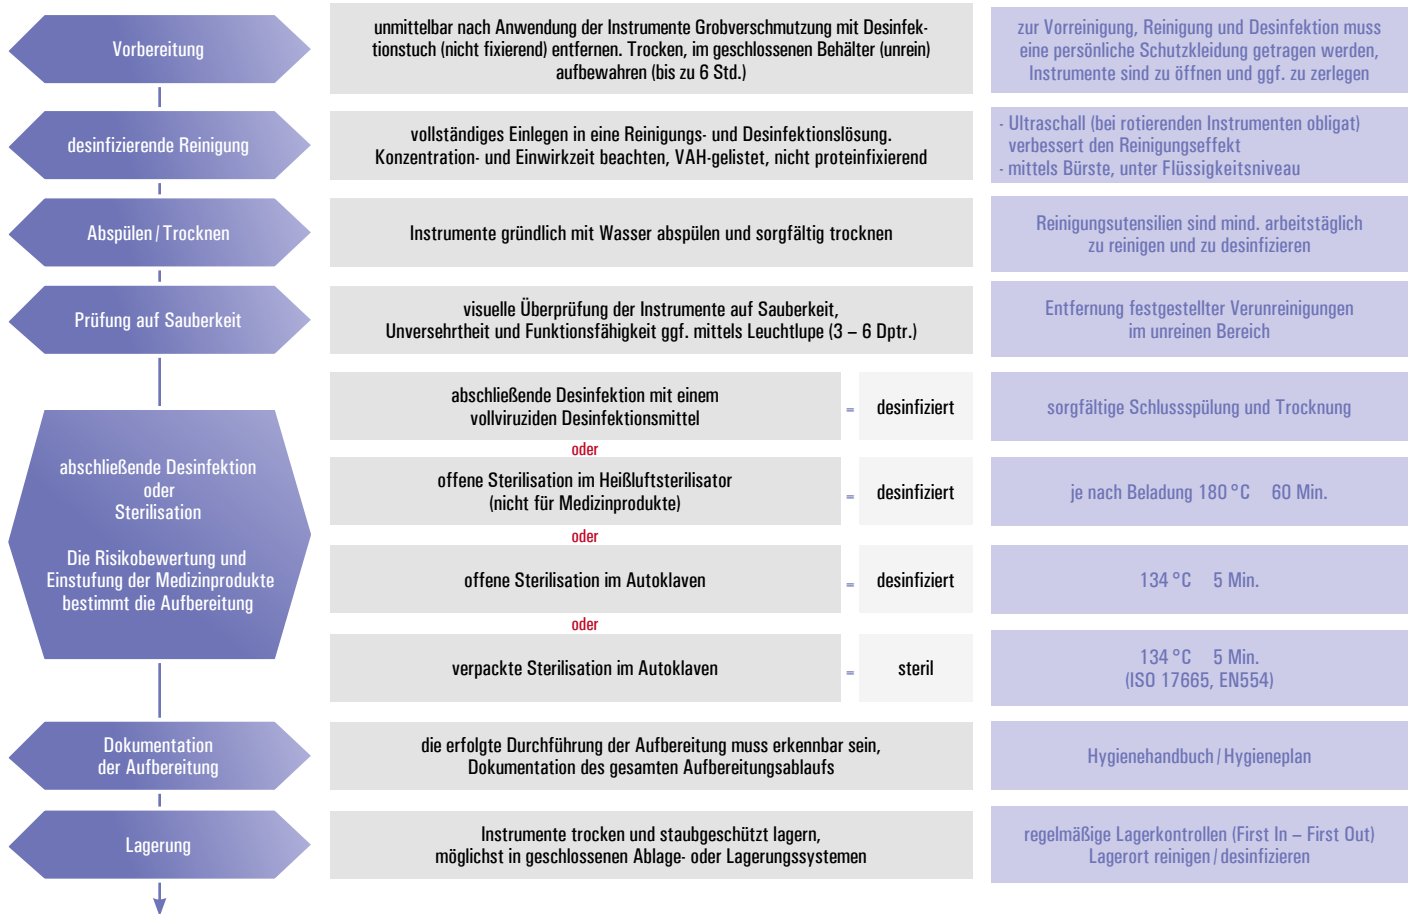 Vorbereitung
unmittelbar nach Anwendung der Instrumente Grobverschmutzung mit Desinfek-
tionstuch (nicht fixierend) entfernen. Trocken, im geschlossenen Behälter (unrein)
aufbewahren (bis zu 6 Std.)
zur Vorreinigung, Reinigung und Desinfektion muss
eine persönliche Schutzkleidung getragen werden,
Instrumente sind zu öffnen und ggf. zu zerlegen
desinfizierende Reinigung
vollständiges Einlegen in eine Reinigungs- und Desinfektionslösung.
Konzentration- und Einwirkzeit beachten, VAH-gelistet, nicht proteinfixierend
- Ultraschall (bei rotierenden Instrumenten obligat)
verbessert den Reinigungseffekt
- mittels Bürste, unter Flüssigkeitsniveau
Abspülen / Trocknen
Instrumente gründlich mit Wasser abspülen und sorgfältig trocknen
Reinigungsutensilien sind mind. arbeitstäglich
zu reinigen und zu desinfizieren
Prüfung auf Sauberkeit
visuelle Überprüfung der Instrumente auf Sauberkeit,
Unversehrtheit und Funktionsfähigkeit ggf. mittels Leuchtlupe (3 – 6 Dptr.)
Entfernung festgestellter Verunreinigungen
im unreinen Bereich
abschließende Desinfektion
oder
Sterilisation
Die Risikobewertung und
Einstufung der Medizinprodukte
bestimmt die Aufbereitung
abschließende Desinfektion mit einem
vollviruziden Desinfektionsmittel
=
desinfiziert
sorgfältige Schlussspülung und Trocknung
oder
offene Sterilisation im Heißluftsterilisator
(nicht für Medizinprodukte)
=
desinfiziert
je nach Beladung 180 °C 60 Min.
oder
offene Sterilisation im Autoklaven
=
desinfiziert
134 °C 5 Min.
oder
verpackte Sterilisation im Autoklaven
=
steril
134 °C 5 Min.
(ISO 17665, EN554)
Dokumentation
der Aufbereitung
die erfolgte Durchführung der Aufbereitung muss erkennbar sein,
Dokumentation des gesamten Aufbereitungsablaufs
Hygienehandbuch / Hygieneplan
Lagerung
Instrumente trocken und staubgeschützt lagern,
möglichst in geschlossenen Ablage- oder Lagerungssystemen
regelmäßige Lagerkontrollen (First In – First Out)
Lagerort reinigen / desinfizieren